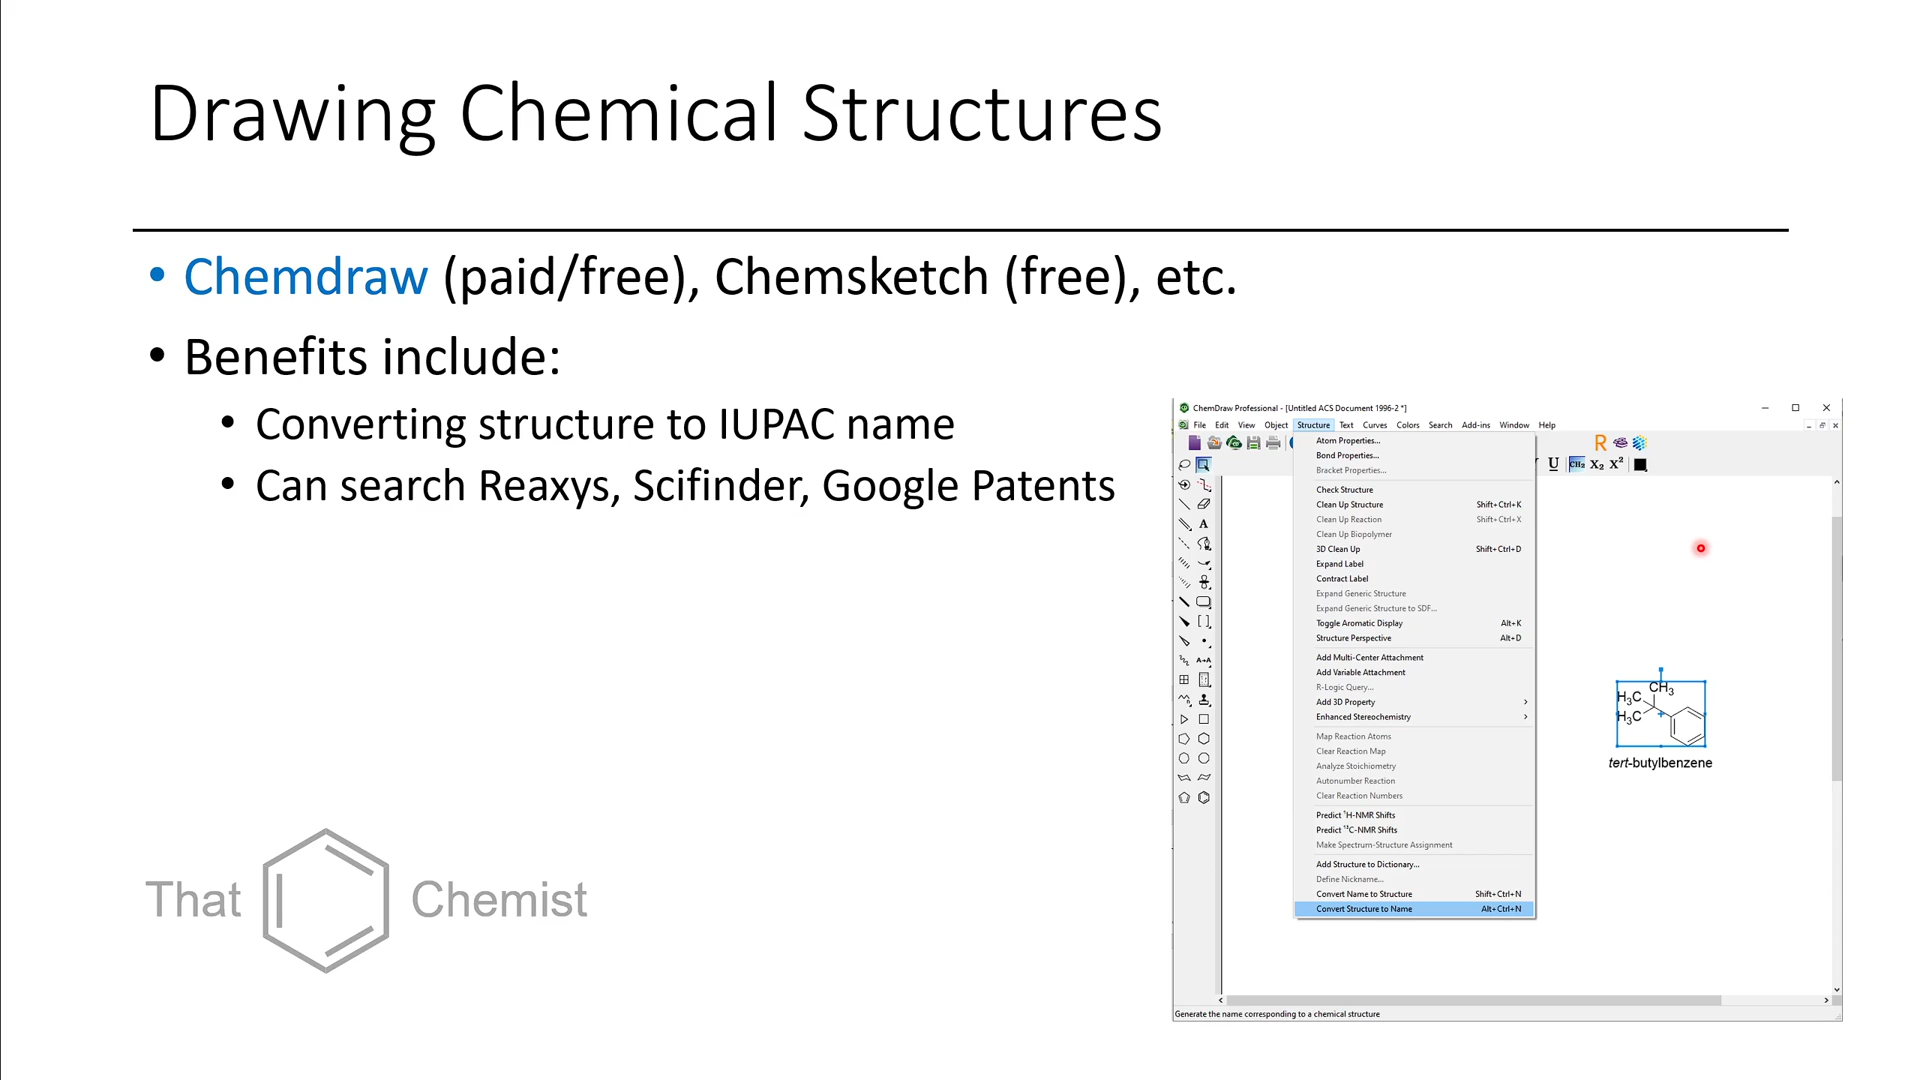 Drawing Chemical Structures
• Chemdraw (paid/free), Chemsketch (free), etc.
• Benefits include:
• Converting structure to IUPAC name
• Can search Reaxys, Scifinder, Google Patents
That Chemist
ChemDraw Professional - [Untitled ACS Document 1996-2 *]
File Edit View Object Structure Text Curves Colors Search Add-ins Window Help
Atom Properties...
Bond Properties...
Bracket Properties...
Check Structure
Clean Up Structure Shift+Ctrl+K
Clean Up Reaction Shift+Ctrl+X
Clean Up Biopolymer
3D Clean Up Shift+Ctrl+D
Expand Label
Contract Label
Expand Generic Structure
Expand Generic Structure to SDF...
Toggle Aromatic Display Alt+K
Structure Perspective Alt+D
Add Multi-Center Attachment
Add Variable Attachment
R-Logic Query...
Add 3D Property
Enhanced Stereochemistry
Map Reaction Atoms
Clear Reaction Map
Analyze Stoichiometry
Autonumber Reaction
Clear Reaction Numbers
Predict ¹H-NMR Shifts
Predict ¹³C-NMR Shifts
Make Spectrum-Structure Assignment
Add Structure to Dictionary...
Define Nickname...
Convert Name to Structure Shift+Ctrl+N
Convert Structure to Name Alt+Ctrl+N
R
U CH₂ X₂ X²
A
A→A
CH₃
H₃C
H₃C
tert-butylbenzene
Generate the name corresponding to a chemical structure